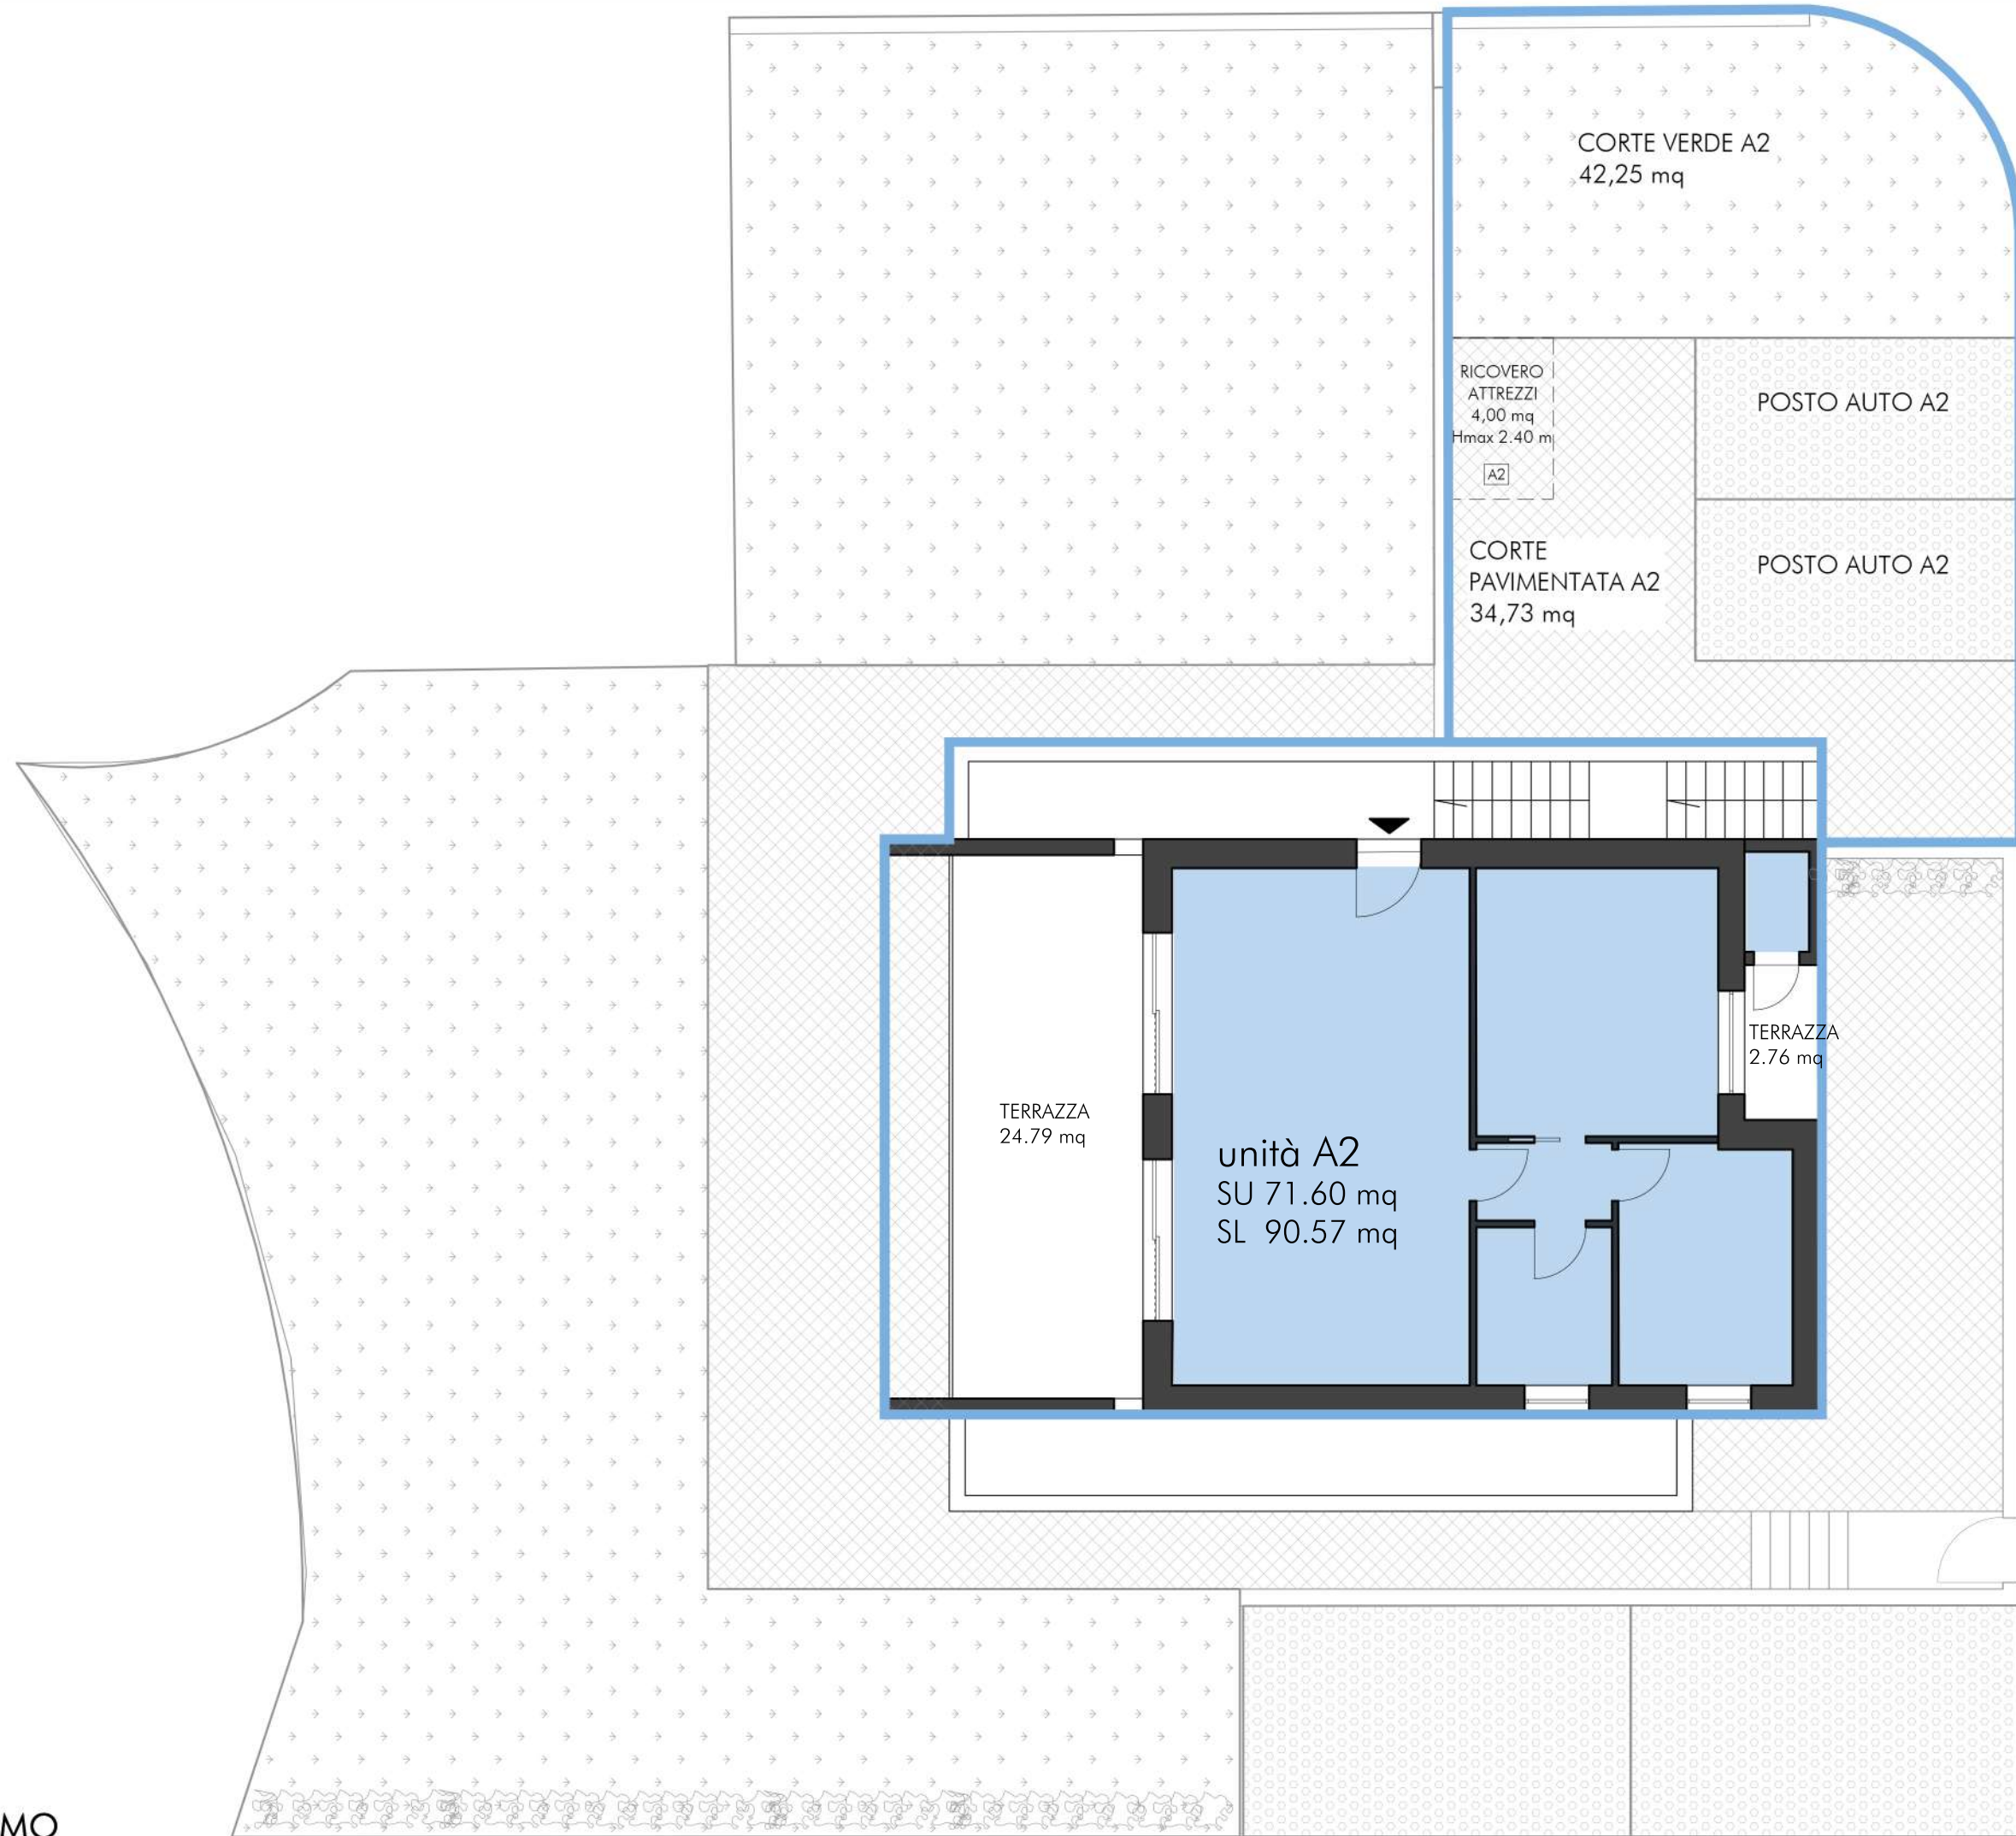 CORTE VERDE A2
42,25 mq
RICOVERO
ATTREZZI
4,00 mq
Hmax 2.40 m
A2
POSTO AUTO A2
POSTO AUTO A2
CORTE
PAVIMENTATA A2
34,73 mq
TERRAZZA
2.76 mq
TERRAZZA
24.79 mq
unità A2
SU 71.60 mq
SL 90.57 mq
MO